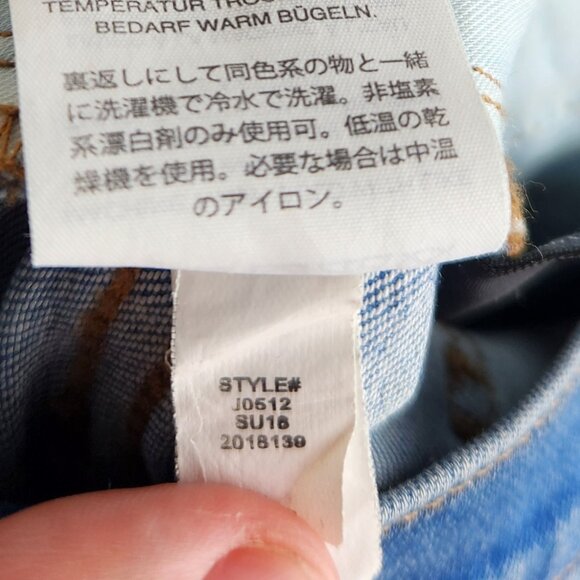 TEMPERATUR
BEDARF WARM BÜGELN.
裏返しにして同色系の物と一緒
に洗濯機で冷水で洗濯。非塩素
系漂白剤のみ使用可。低温の乾
燥機を使用。必要な場合は中温
のアイロン。
STYLE#
J0512
SU16
2016139